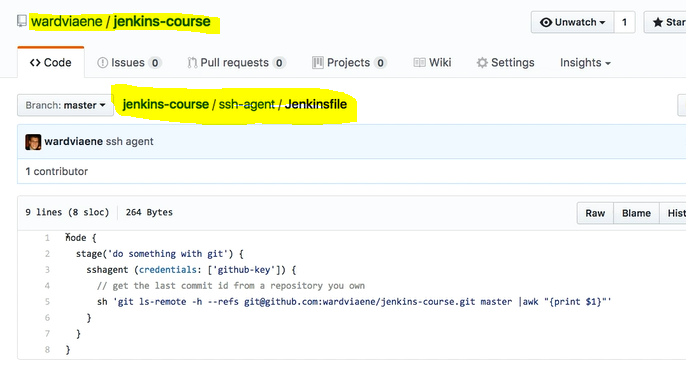 wardviaene / jenkins-course
Unwatch 1 Star
Code Issues 0 Pull requests 0 Projects 0 Wiki Settings Insights
Branch: master jenkins-course / ssh-agent / Jenkinsfile
wardviaene ssh agent
1 contributor
9 lines (8 sloc) 264 Bytes Raw Blame Hist
1 node {
2 stage('do something with git') {
3 sshagent (credentials: ['github-key']) {
4 // get the last commit id from a repository you own
5 sh 'git ls-remote -h --refs git@github.com:wardviaene/jenkins-course.git master |awk "{print $1}"'
6 }
7 }
8 }